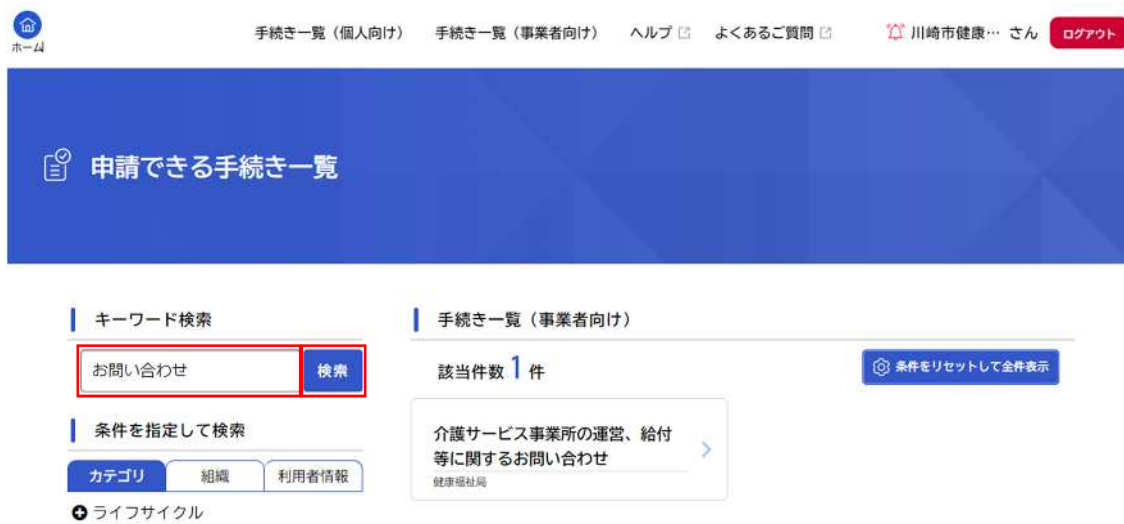 ホーム
手続き一覧（個人向け） 手続き一覧（事業者向け） ヘルプ よくあるご質問 川崎市健康… さん ログアウト
申請できる手続き一覧
キーワード検索
お問い合わせ 検索
条件を指定して検索
カテゴリ 組織 利用者情報
ライフサイクル
手続き一覧（事業者向け）
該当件数 1 件
条件をリセットして全件表示
介護サービス事業所の運営、給付
等に関するお問い合わせ
健康福祉局